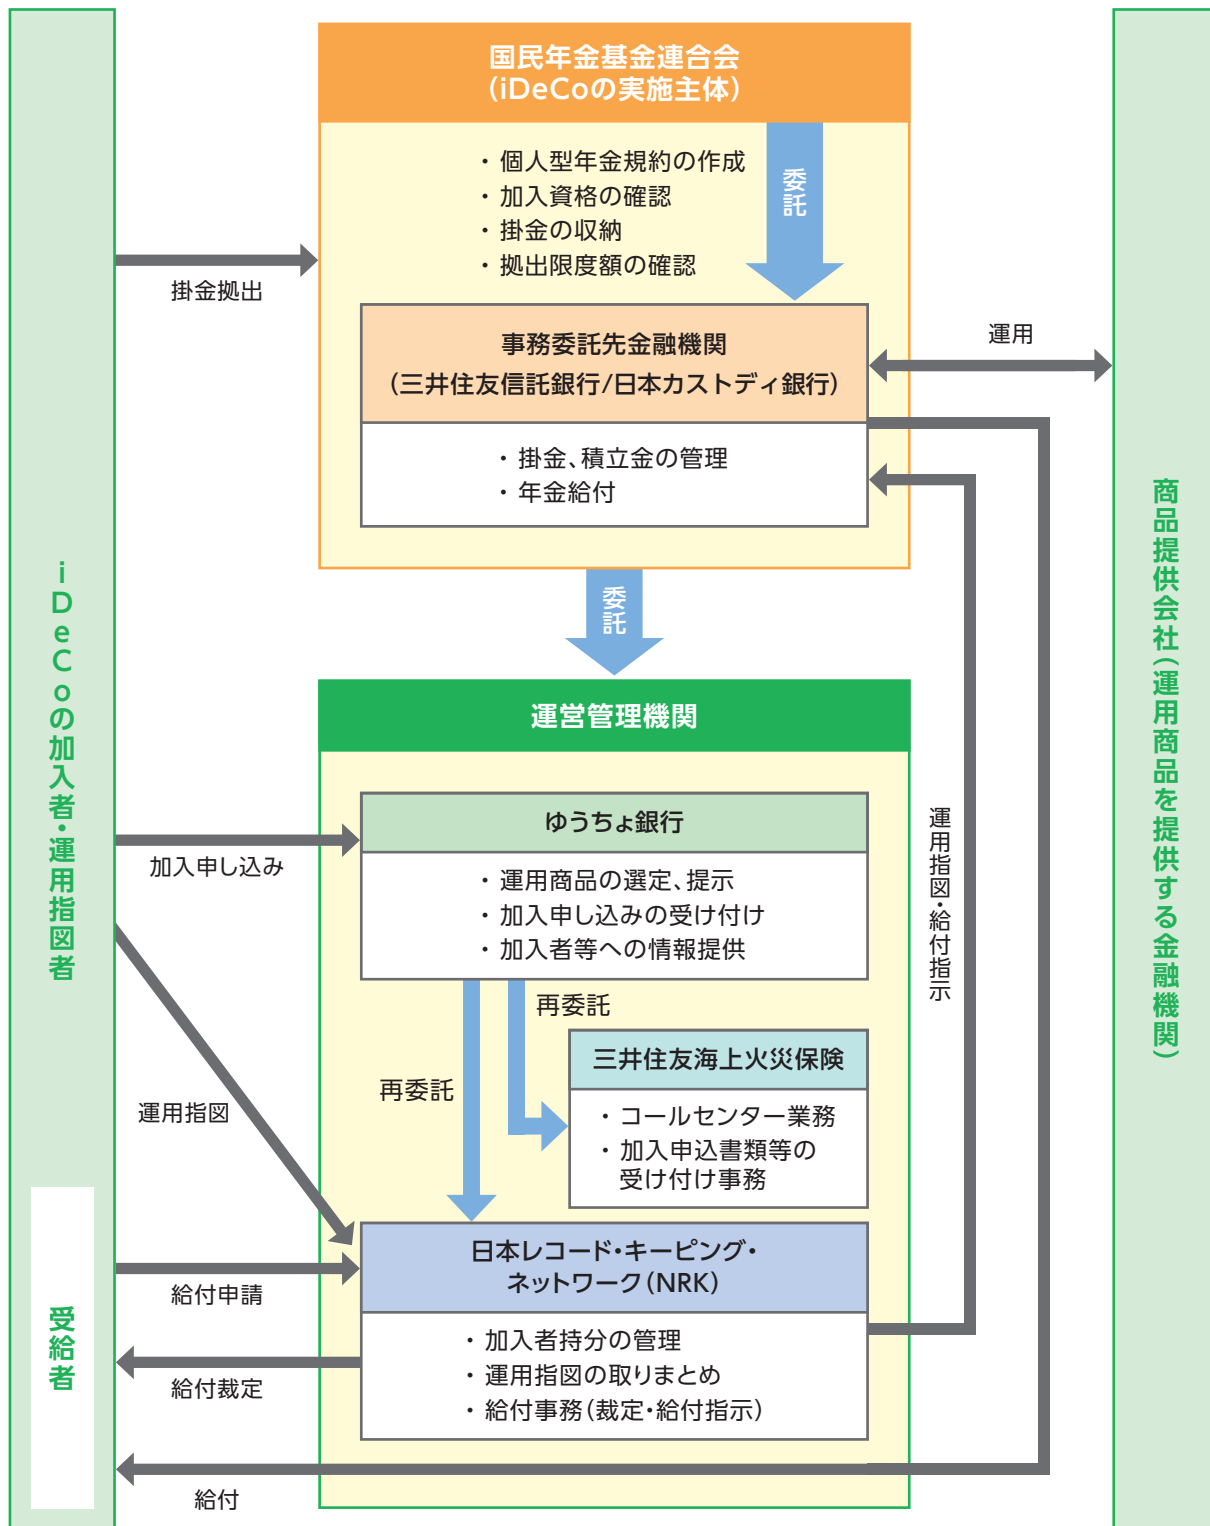 国民年金基金連合会
（iDeCoの実施主体）
・個人型年金規約の作成
・加入資格の確認
・掛金の収納
・拠出限度額の確認
委託
掛金拠出
事務委託先金融機関
（三井住友信託銀行/日本カストディ銀行）
・掛金、積立金の管理
・年金給付
運用
委託
iDeCoの加入者・運用指図者
商品提供会社（運用商品を提供する金融機関）
運営管理機関
ゆうちょ銀行
・運用商品の選定、提示
・加入申し込みの受け付け
・加入者等への情報提供
加入申し込み
運用指図・給付指示
再委託
再委託
三井住友海上火災保険
・コールセンター業務
・加入申込書類等の
受け付け事務
運用指図
日本レコード・キーピング・
ネットワーク（NRK）
・加入者持分の管理
・運用指図の取りまとめ
・給付事務（裁定・給付指示）
受給者
給付申請
給付裁定
給付